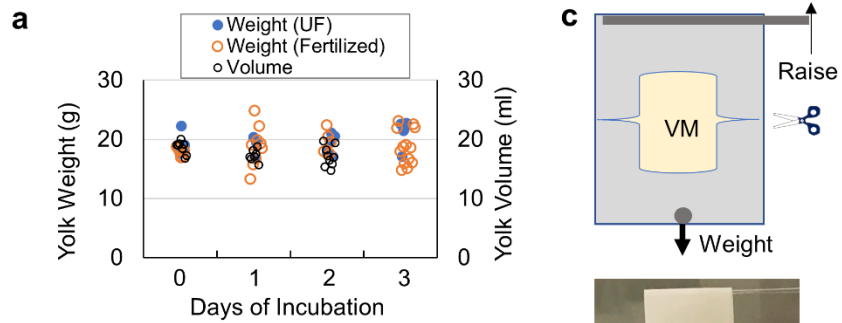 a
Weight (UF)
Weight (Fertilized)
Volume
30
20
10
0
Yolk Weight (g)
30
20
10
0
Yolk Volume (ml)
0 1 2 3
Days of Incubation
c
Raise
VM
Weight